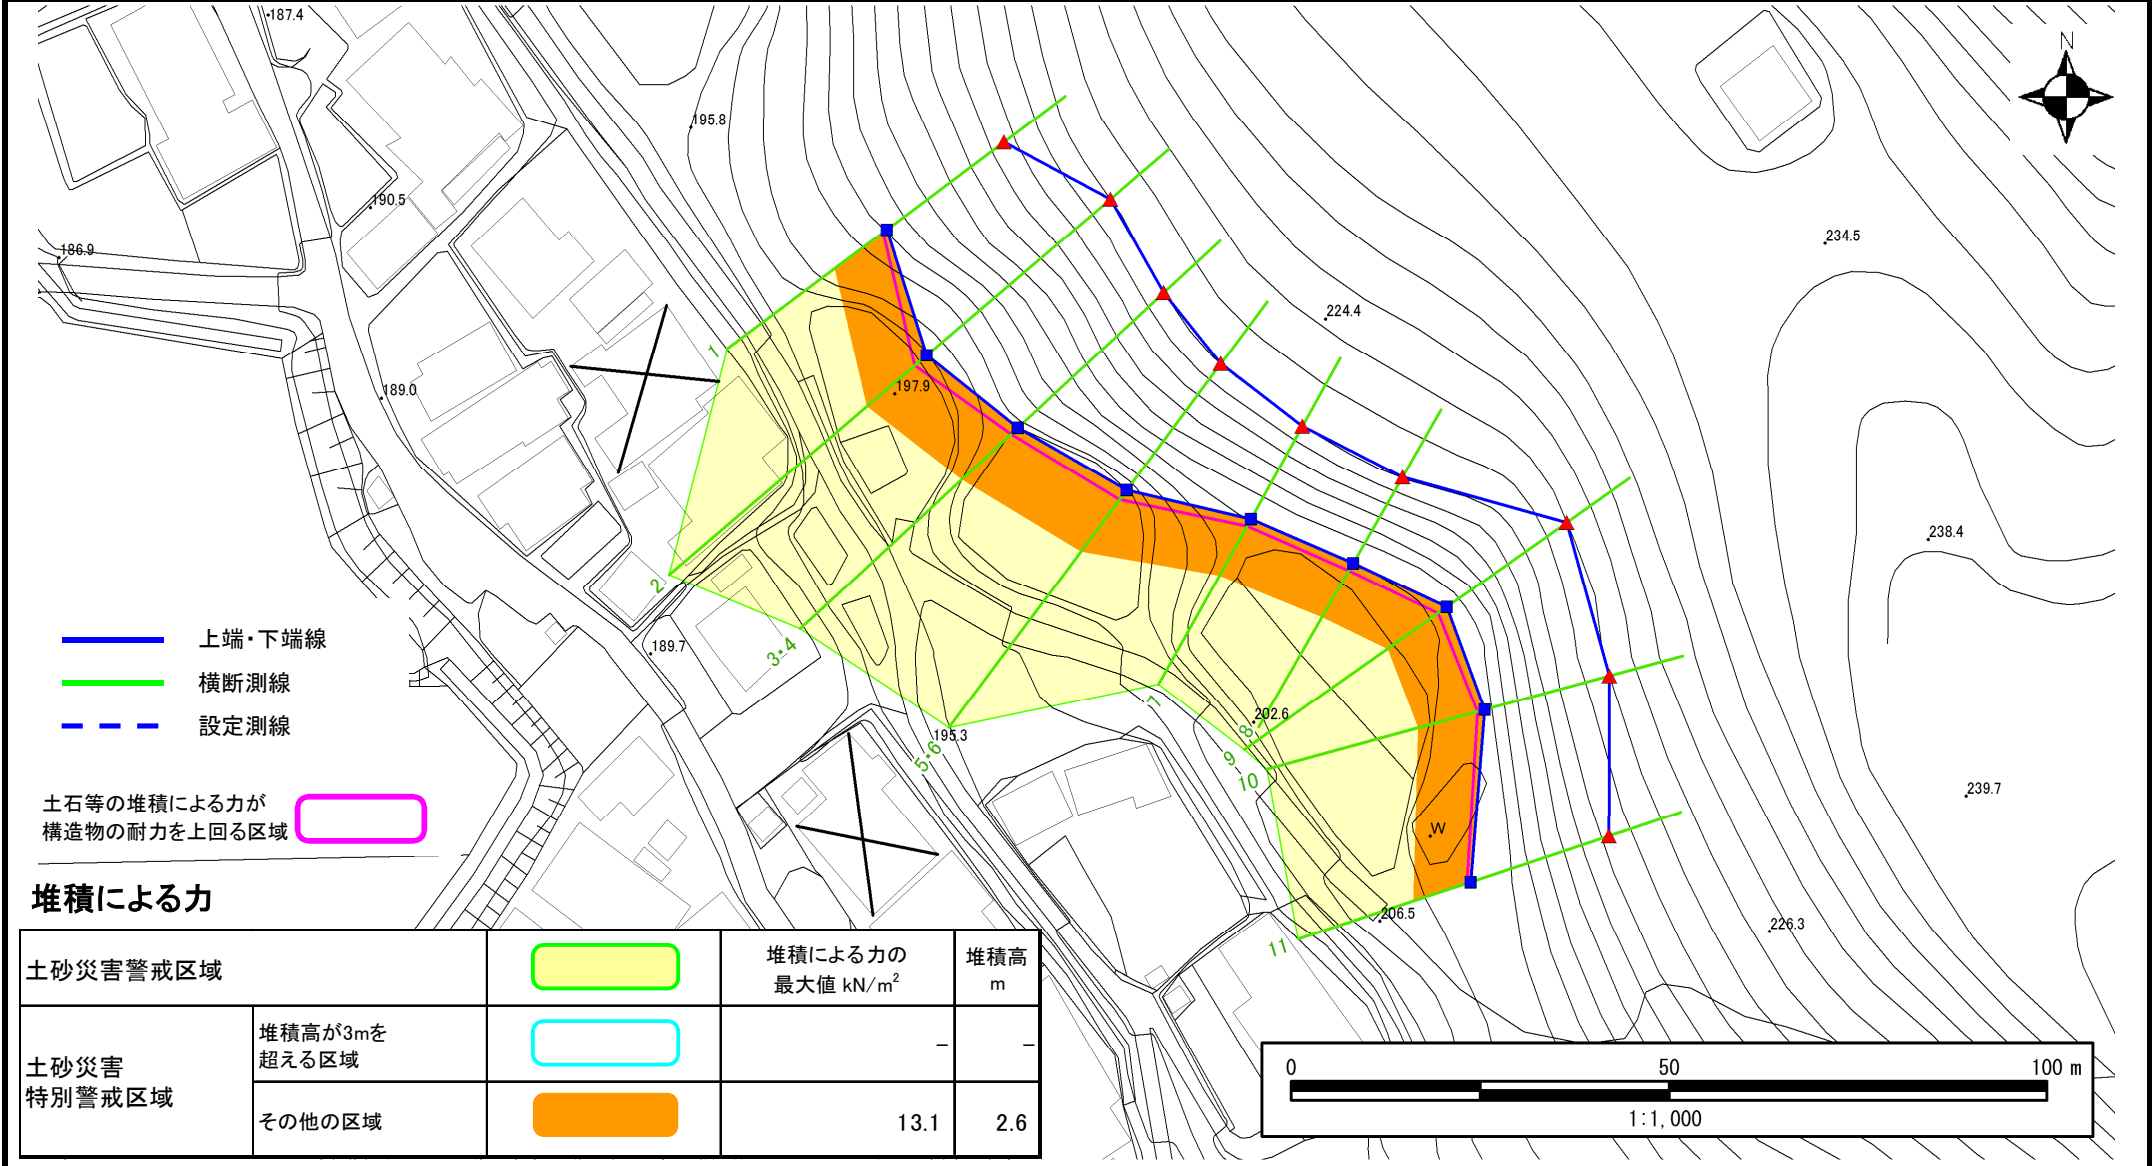 187.4
N
195.8
190.5
234.5
186.9
224.4
1
189.0
197.9
238.4
2
上端・下端線
189.7
3・4
横断測線
7
202.6
設定測線
195.3
8
5・6
9
10
239.7
土石等の堆積による力が
構造物の耐力を上回る区域
W
堆積による力
206.5
226.3
11
土砂災害警戒区域
堆積による力の
最大値 kN/m²
堆積高
m
土砂災害
特別警戒区域
堆積高が3mを
超える区域
−
−
その他の区域
13.1
2.6
0 50 100 m
1:1,000